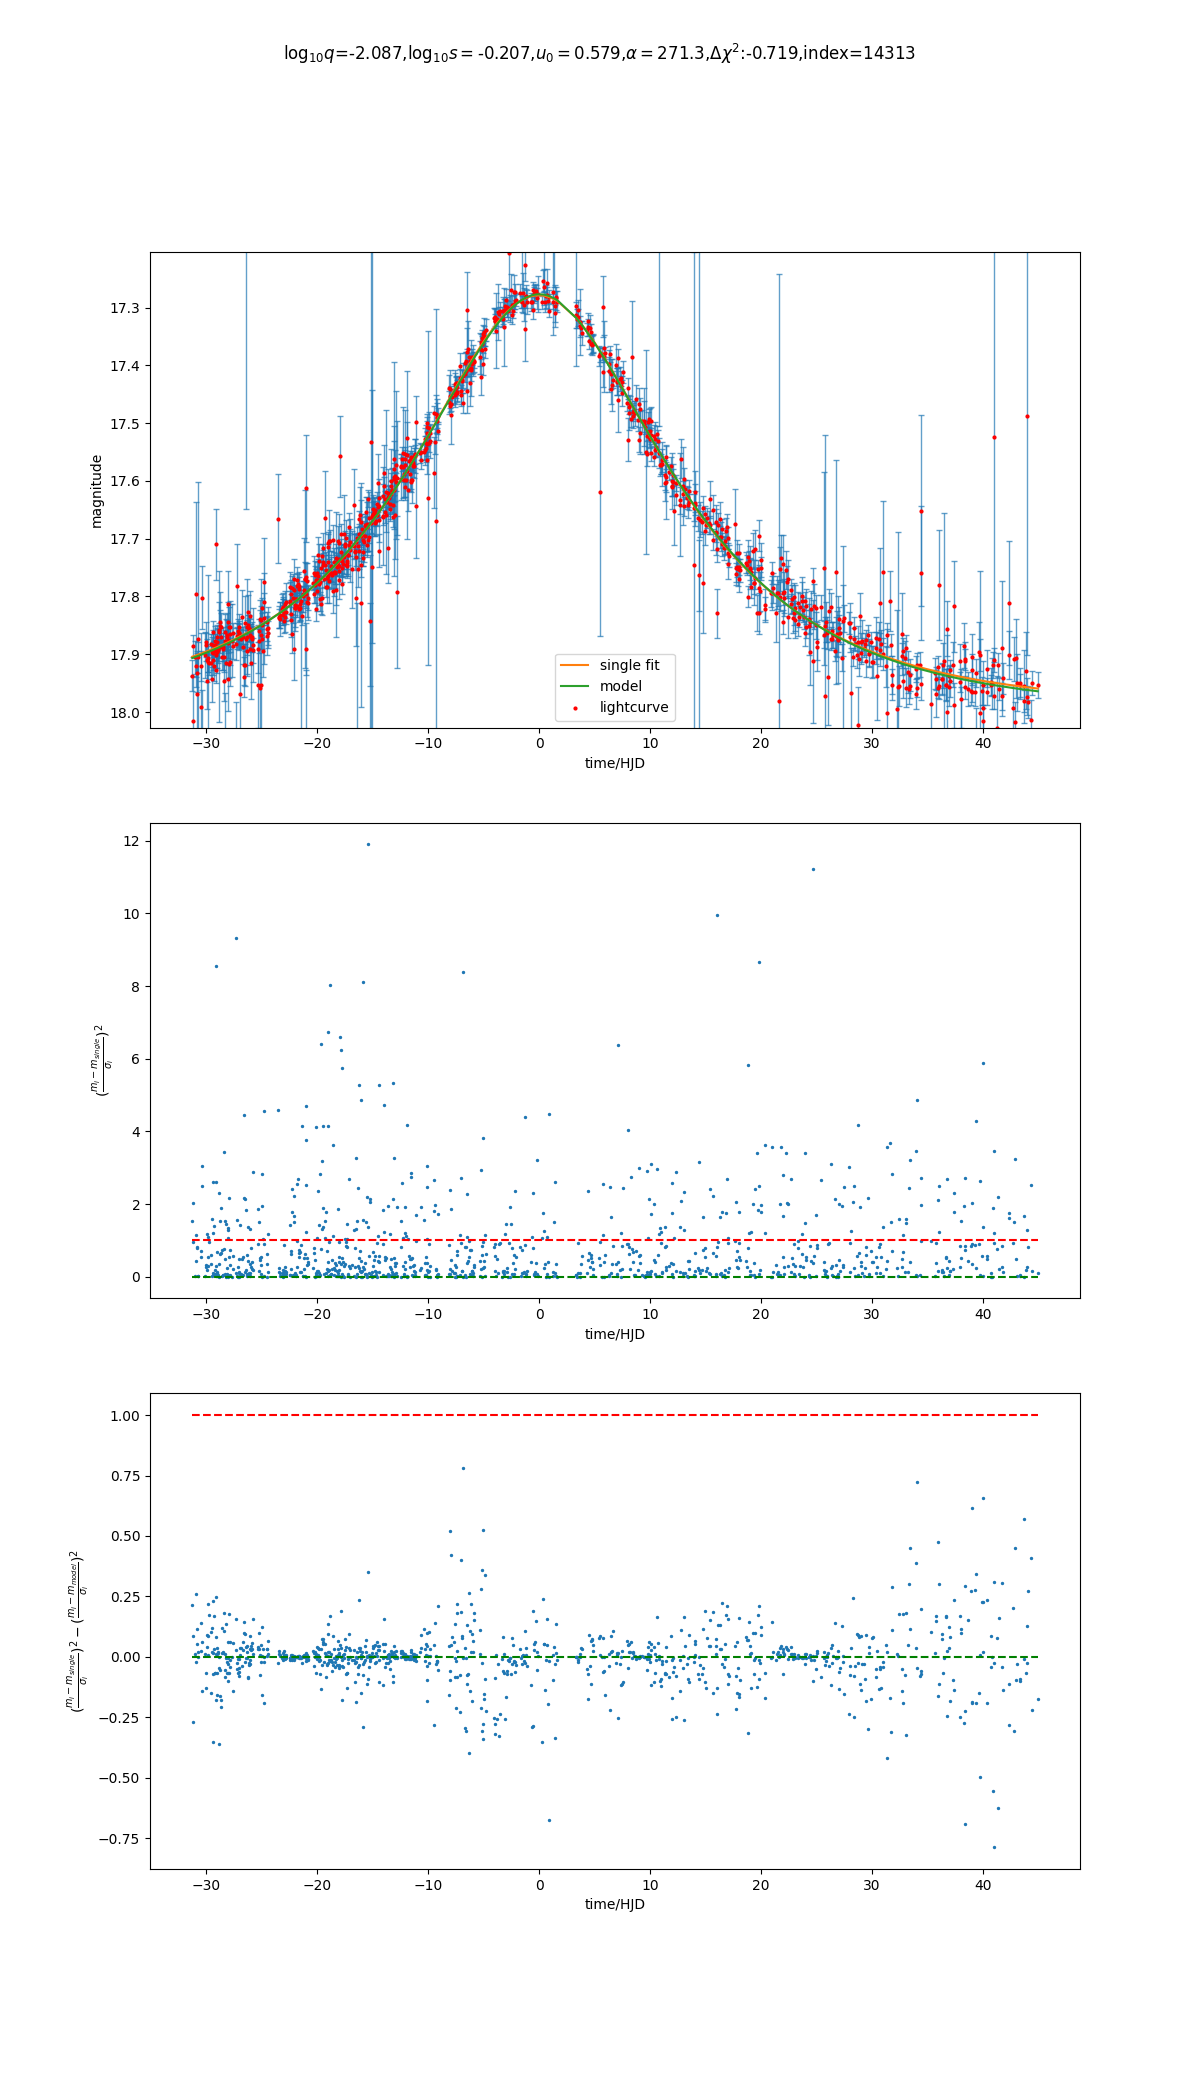 log₁₀q=-2.087,log₁₀s = -0.207,u₀ = 0.579,α = 271.3,Δχ²:-0.719,index=14313
17.3
17.4
17.5
17.6
17.7
17.8
17.9
18.0
magnitude
single fit
model
lightcurve
−30 −20 −10 0 10 20 30 40
time/HJD
12
10
8
6
4
2
0
(mᵢ − m_single / σᵢ)²
−30 −20 −10 0 10 20 30 40
time/HJD
1.00
0.75
0.50
0.25
0.00
−0.25
−0.50
−0.75
(mᵢ − m_single / σᵢ)² − (mᵢ − m_model / σᵢ)²
−30 −20 −10 0 10 20 30 40
time/HJD